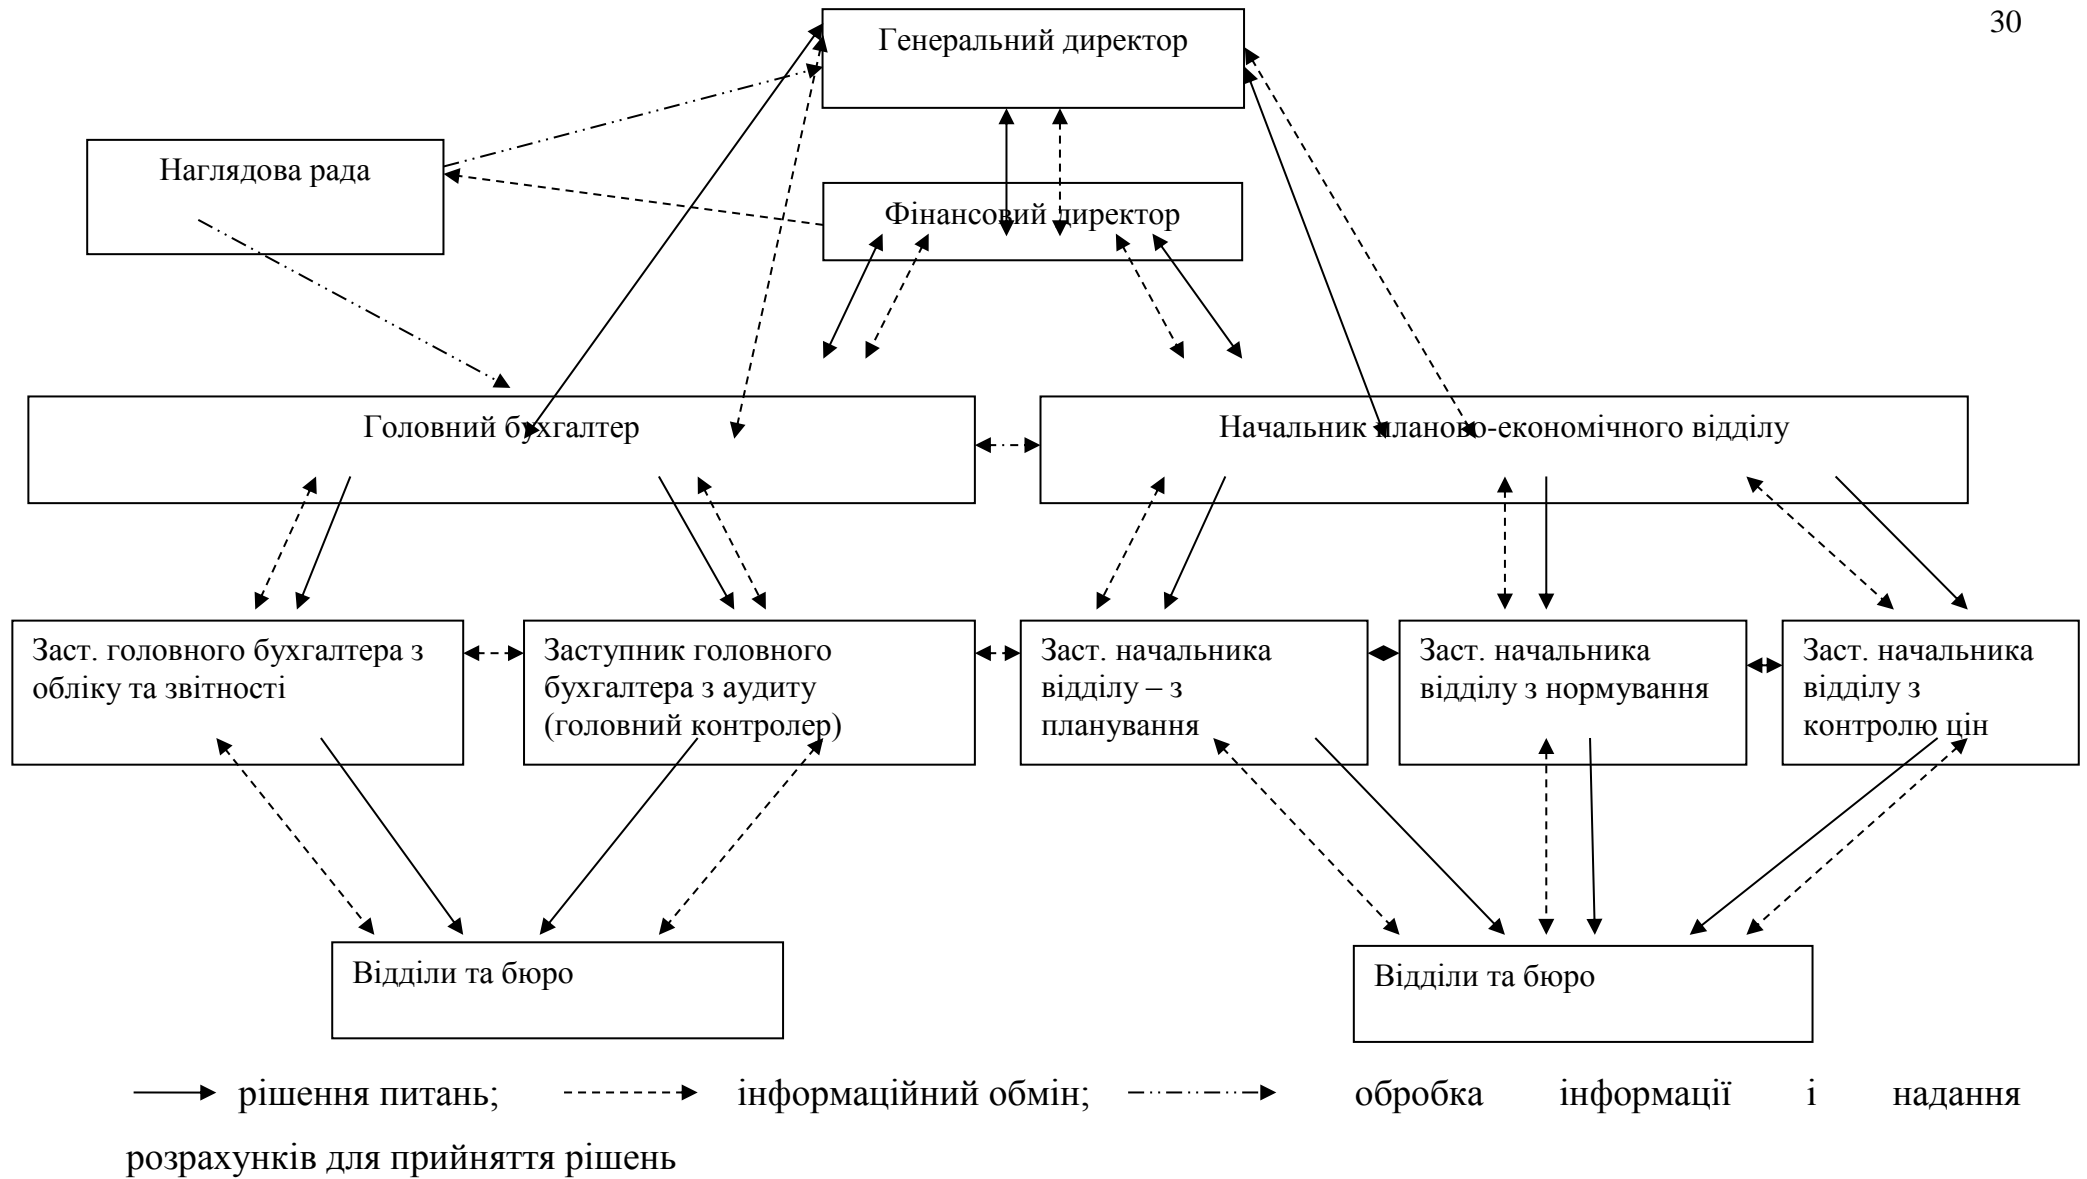 30
Генеральний директор
Наглядова рада
Фінансовий директор
Головний бухгалтер
Начальник планово-економічного відділу
Заст. головного бухгалтера з
обліку та звітності
Заступник головного
бухгалтера з аудиту
(головний контролер)
Заст. начальника
відділу – з
планування
Заст. начальника
відділу з нормування
Заст. начальника
відділу з
контролю цін
Відділи та бюро
Відділи та бюро
рішення питань; інформаційний обмін; обробка інформації і надання
розрахунків для прийняття рішень